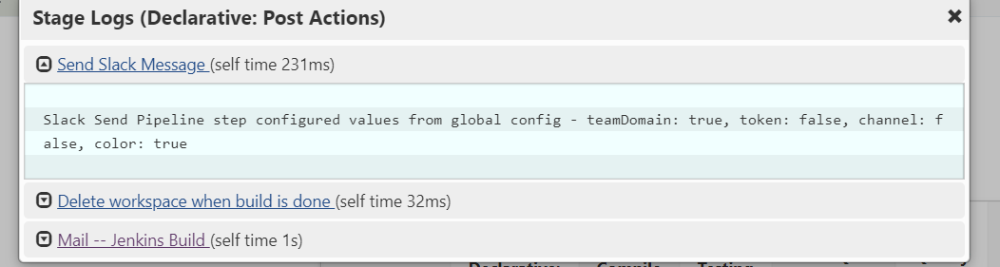 Stage Logs (Declarative: Post Actions)
Send Slack Message (self time 231ms)
Slack Send Pipeline step configured values from global config - teamDomain: true, token: false, channel: f
alse, color: true
Delete workspace when build is done (self time 32ms)
Mail -- Jenkins Build (self time 1s)
Declarative: Compile Testing